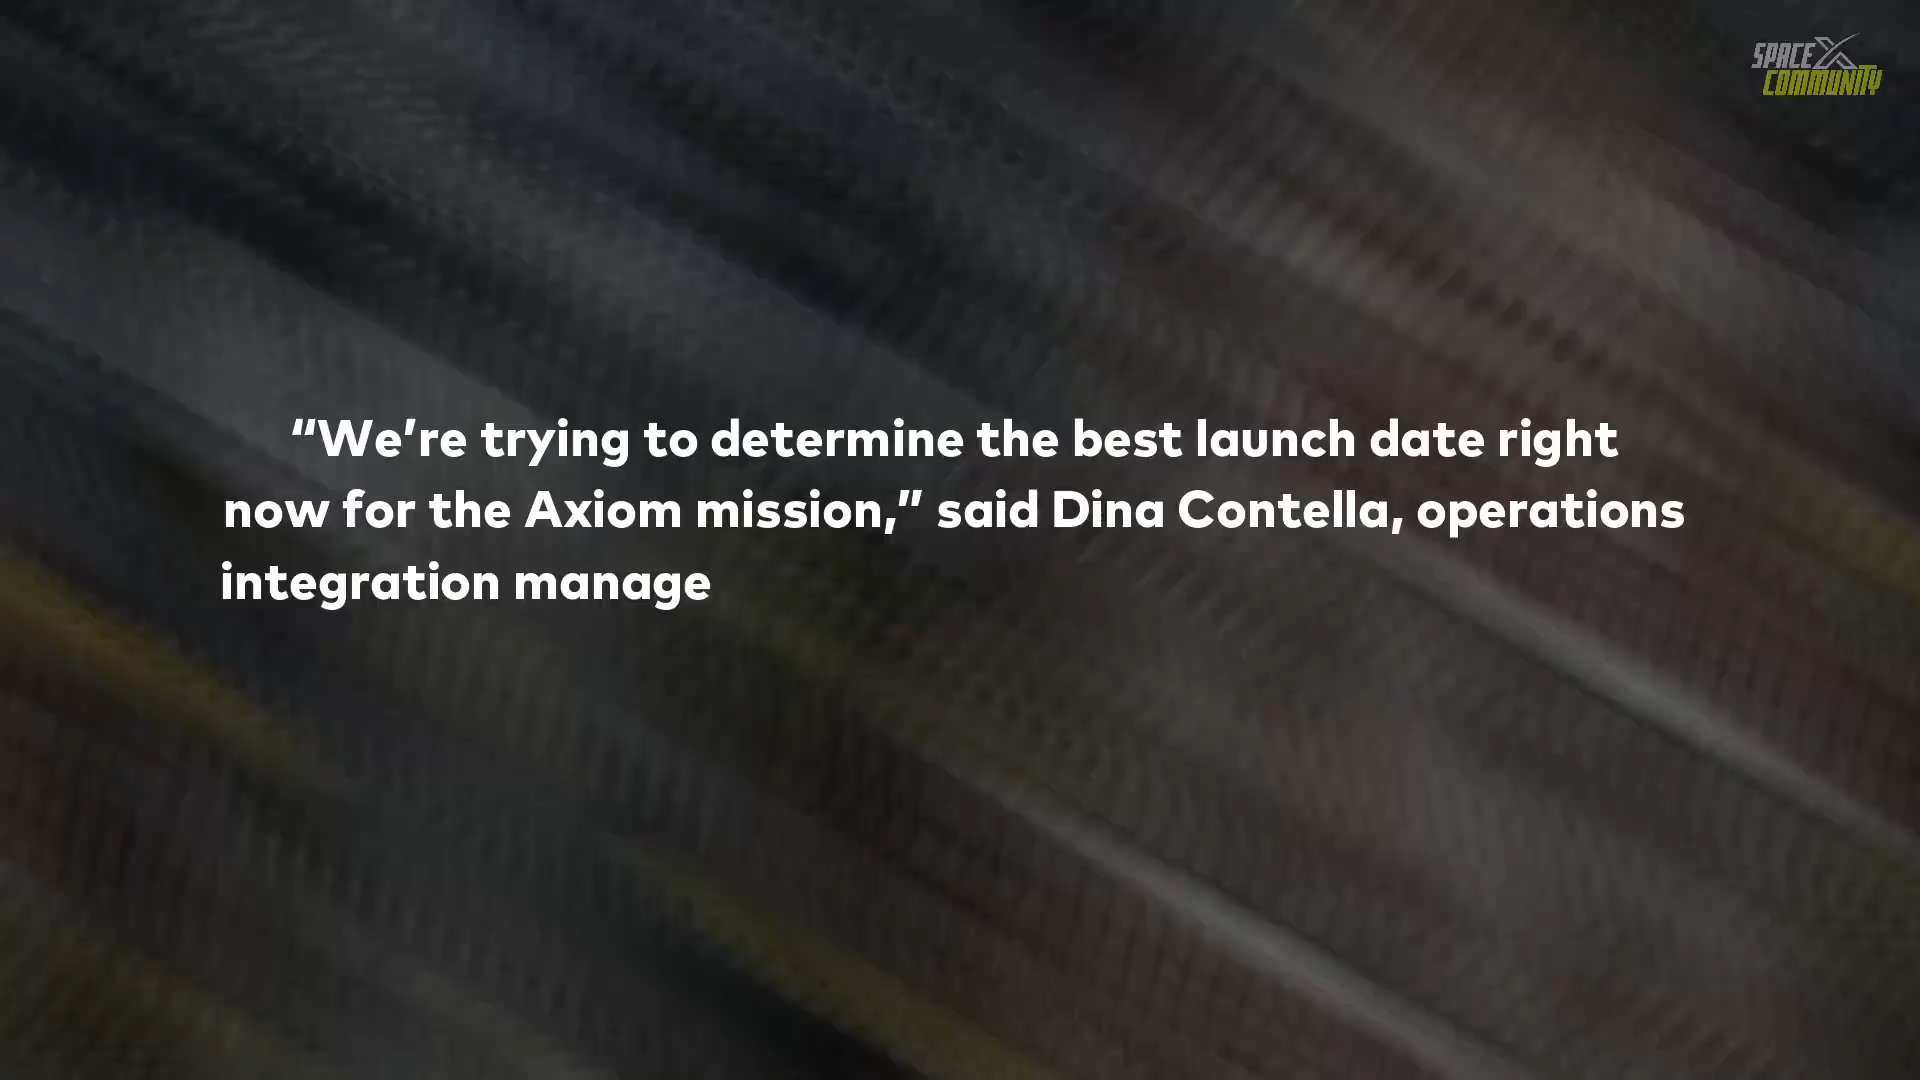 SPACEX
COMMUNITY
“We’re trying to determine the best launch date right
now for the Axiom mission,” said Dina Contella, operations
integration manage